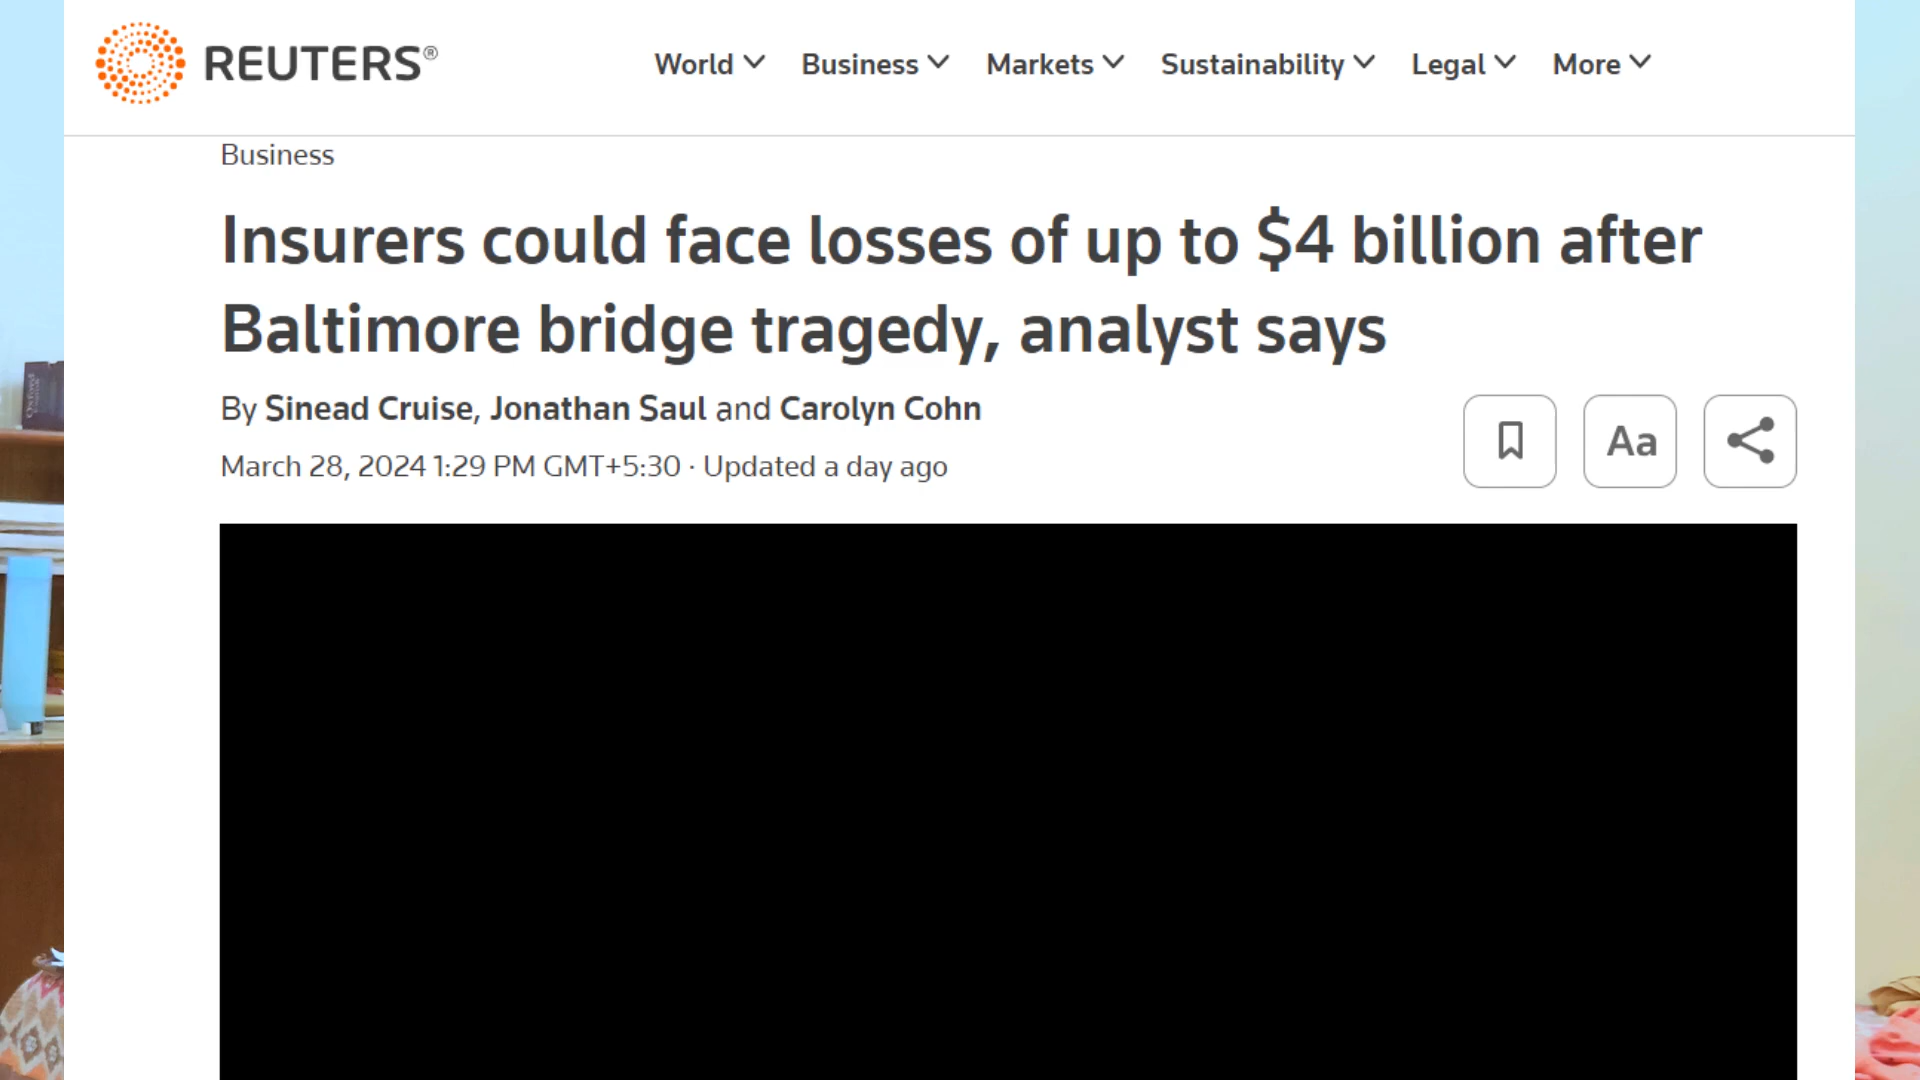 REUTERS®
World Business Markets Sustainability Legal More
Business
Insurers could face losses of up to $4 billion after
Baltimore bridge tragedy, analyst says
By Sinead Cruise, Jonathan Saul and Carolyn Cohn
March 28, 2024 1:29 PM GMT+5:30 · Updated a day ago
Aa